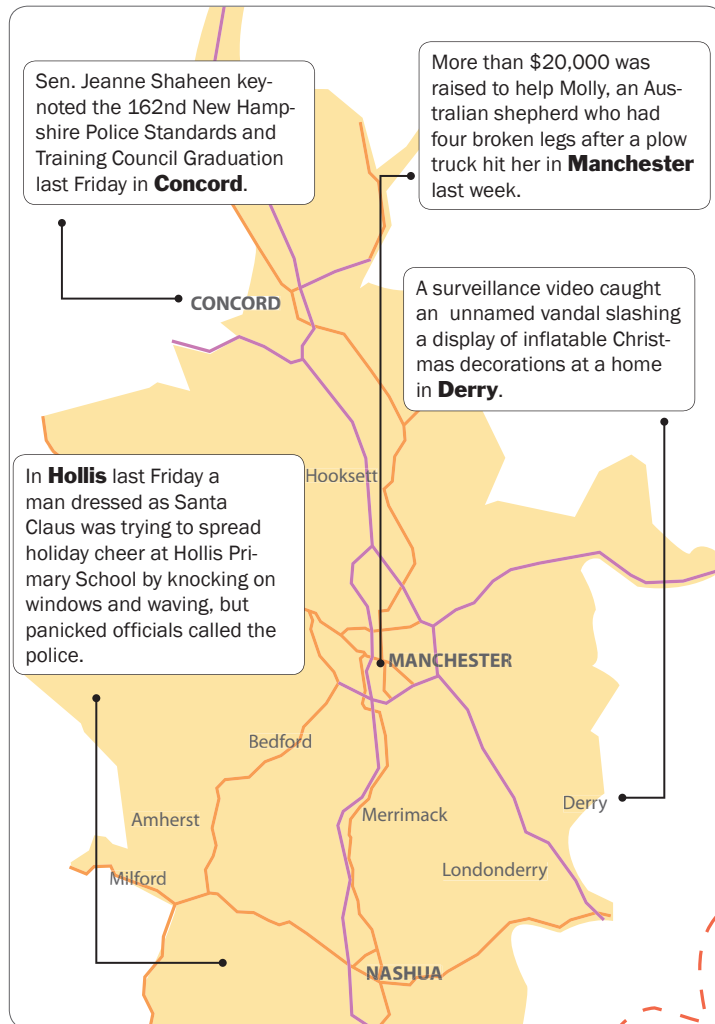 Sen. Jeanne Shaheen key-
noted the 162nd New Hamp-
shire Police Standards and
Training Council Graduation
last Friday in Concord.
More than $20,000 was
raised to help Molly, an Aus-
tralian shepherd who had
four broken legs after a plow
truck hit her in Manchester
last week.
CONCORD
A surveillance video caught
an unnamed vandal slashing
a display of inflatable Christ-
mas decorations at a home
in Derry.
In Hollis last Friday a
man dressed as Santa
Claus was trying to spread
holiday cheer at Hollis Pri-
mary School by knocking on
windows and waving, but
panicked officials called the
police.
Hooksett
MANCHESTER
Bedford
Amherst
Merrimack
Derry
Milford
Londonderry
NASHUA